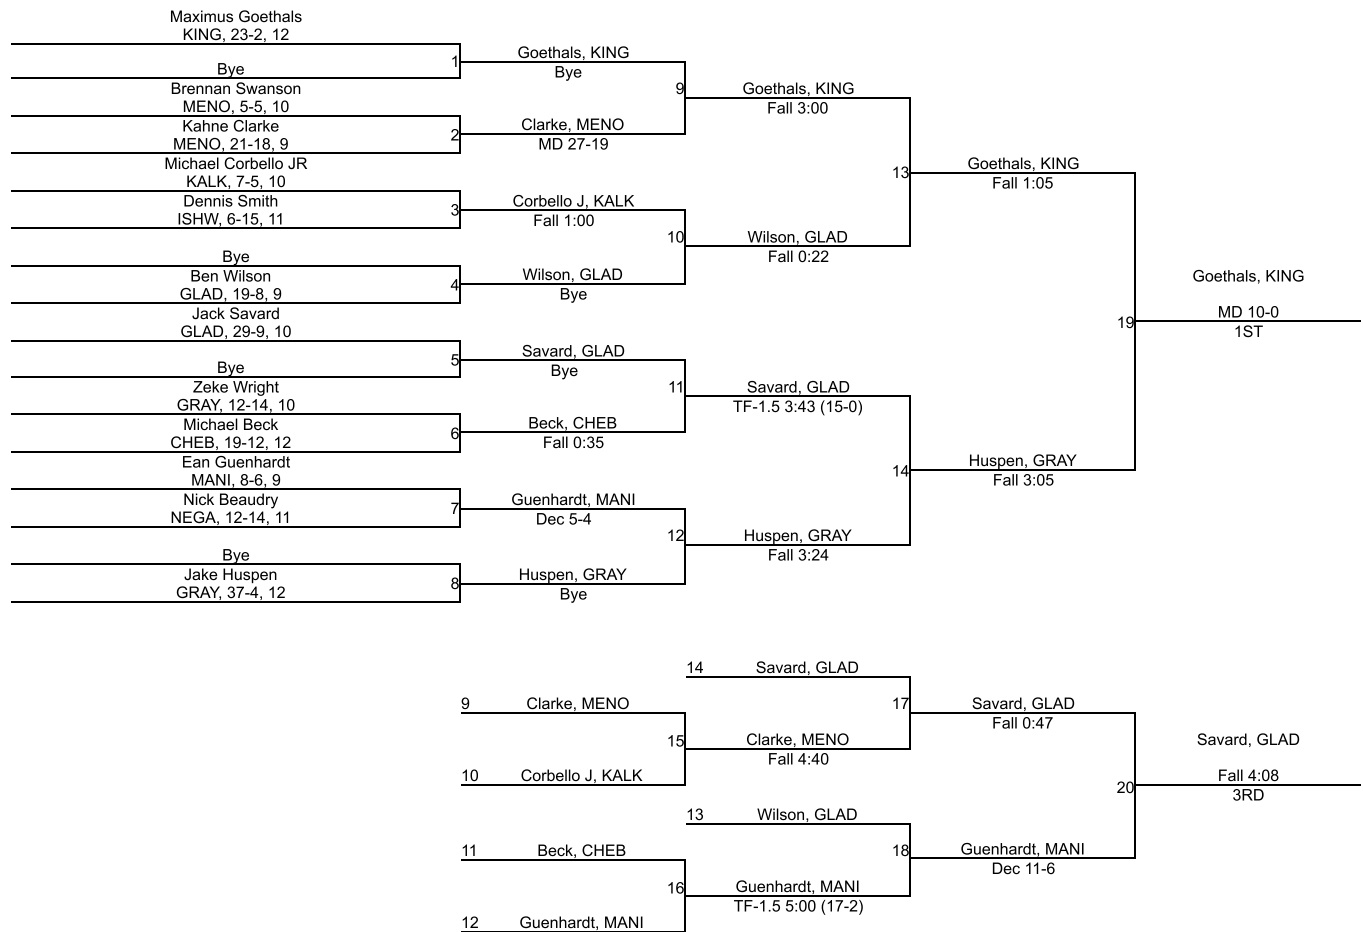 Maximus Goethals
KING, 23-2, 12
Bye
Brennan Swanson
MENO, 5-5, 10
Kahne Clarke
MENO, 21-18, 9
Michael Corbello JR
KALK, 7-5, 10
Dennis Smith
ISHW, 6-15, 11
Bye
Ben Wilson
GLAD, 19-8, 9
Jack Savard
GLAD, 29-9, 10
Bye
Zeke Wright
GRAY, 12-14, 10
Michael Beck
CHEB, 19-12, 12
Ean Guenhardt
MANI, 8-6, 9
Nick Beaudry
NEGA, 12-14, 11
Bye
Jake Huspen
GRAY, 37-4, 12
1
Goethals, KING
Bye
2
Clarke, MENO
MD 27-19
3
Corbello J, KALK
Fall 1:00
4
Wilson, GLAD
Bye
5
Savard, GLAD
Bye
6
Beck, CHEB
Fall 0:35
7
Guenhardt, MANI
Dec 5-4
8
Huspen, GRAY
Bye
9
Goethals, KING
Fall 3:00
10
Wilson, GLAD
Fall 0:22
11
Savard, GLAD
TF-1.5 3:43 (15-0)
12
Huspen, GRAY
Fall 3:24
13
Goethals, KING
Fall 1:05
14
Huspen, GRAY
Fall 3:05
19
Goethals, KING
MD 10-0
1ST
9 Clarke, MENO
10 Corbello J, KALK
11 Beck, CHEB
12 Guenhardt, MANI
14 Savard, GLAD
15
Clarke, MENO
Fall 4:40
13 Wilson, GLAD
16
Guenhardt, MANI
TF-1.5 5:00 (17-2)
17
Savard, GLAD
Fall 0:47
18
Guenhardt, MANI
Dec 11-6
20
Savard, GLAD
Fall 4:08
3RD